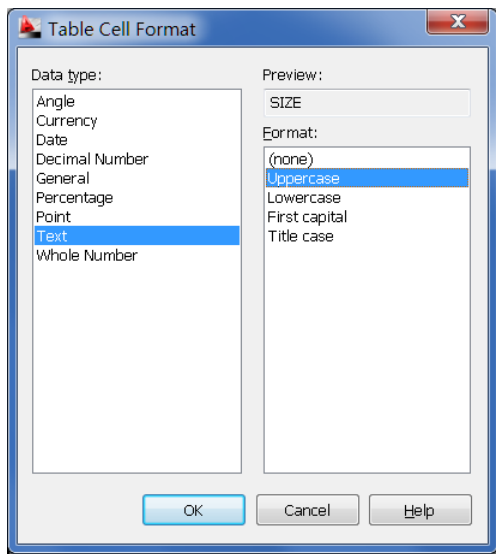 Table Cell Format
Data type:
Angle
Currency
Date
Decimal Number
General
Percentage
Point
Text
Whole Number
Preview:
SIZE
Format:
(none)
Uppercase
Lowercase
First capital
Title case
OK
Cancel
Help